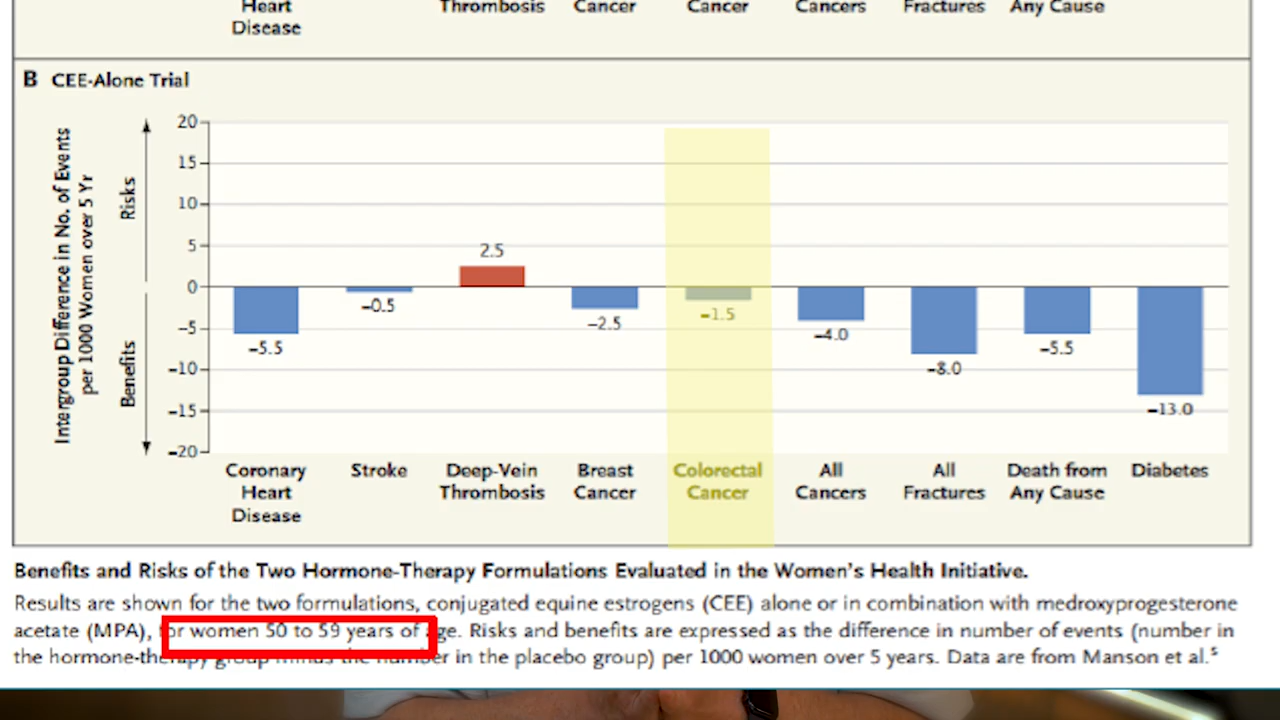 Heart Thrombosis Cancer Cancer Cancers Fractures Any Cause
Disease
B CEE-Alone Trial
Intergroup Difference in No. of Events
per 1000 Women over 5 Yr
Risks
Benefits
20
15
10
5
0
–5
–10
–15
–20
–5.5
–0.5
2.5
–2.5
–1.5
–4.0
–8.0
–5.5
–13.0
Coronary
Heart
Disease
Stroke
Deep-Vein
Thrombosis
Breast
Cancer
Colorectal
Cancer
All
Cancers
All
Fractures
Death from
Any Cause
Diabetes
Benefits and Risks of the Two Hormone-Therapy Formulations Evaluated in the Women's Health Initiative.
Results are shown for the two formulations, conjugated equine estrogens (CEE) alone or in combination with medroxyprogesterone
acetate (MPA), for women 50 to 59 years of age. Risks and benefits are expressed as the difference in number of events (number in
the hormone-therapy group minus the number in the placebo group) per 1000 women over 5 years. Data are from Manson et al.⁵